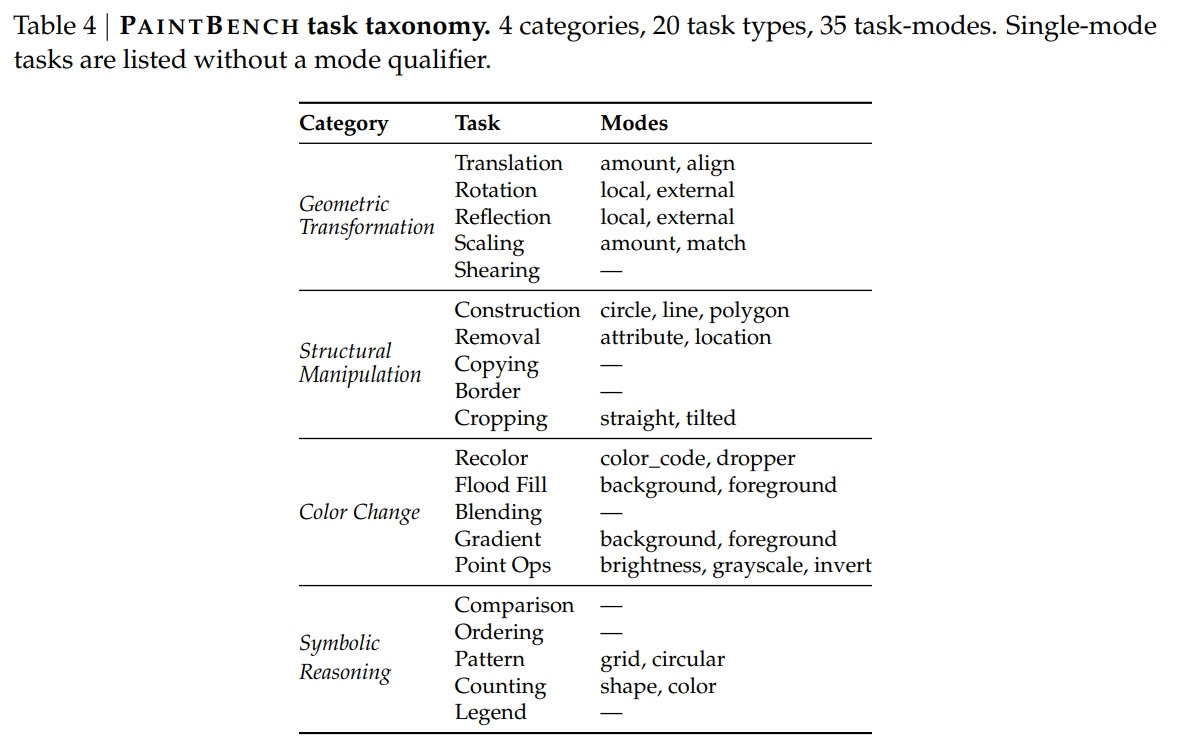 Table 4 | PAINTBENCH task taxonomy. 4 categories, 20 task types, 35 task-modes. Single-mode
tasks are listed without a mode qualifier.
Category Task Modes
Geometric Transformation
Translation amount, align
Rotation local, external
Reflection local, external
Scaling amount, match
Shearing —
Structural Manipulation
Construction circle, line, polygon
Removal attribute, location
Copying —
Border —
Cropping straight, tilted
Color Change
Recolor color_code, dropper
Flood Fill background, foreground
Blending —
Gradient background, foreground
Point Ops brightness, grayscale, invert
Symbolic Reasoning
Comparison —
Ordering —
Pattern grid, circular
Counting shape, color
Legend —